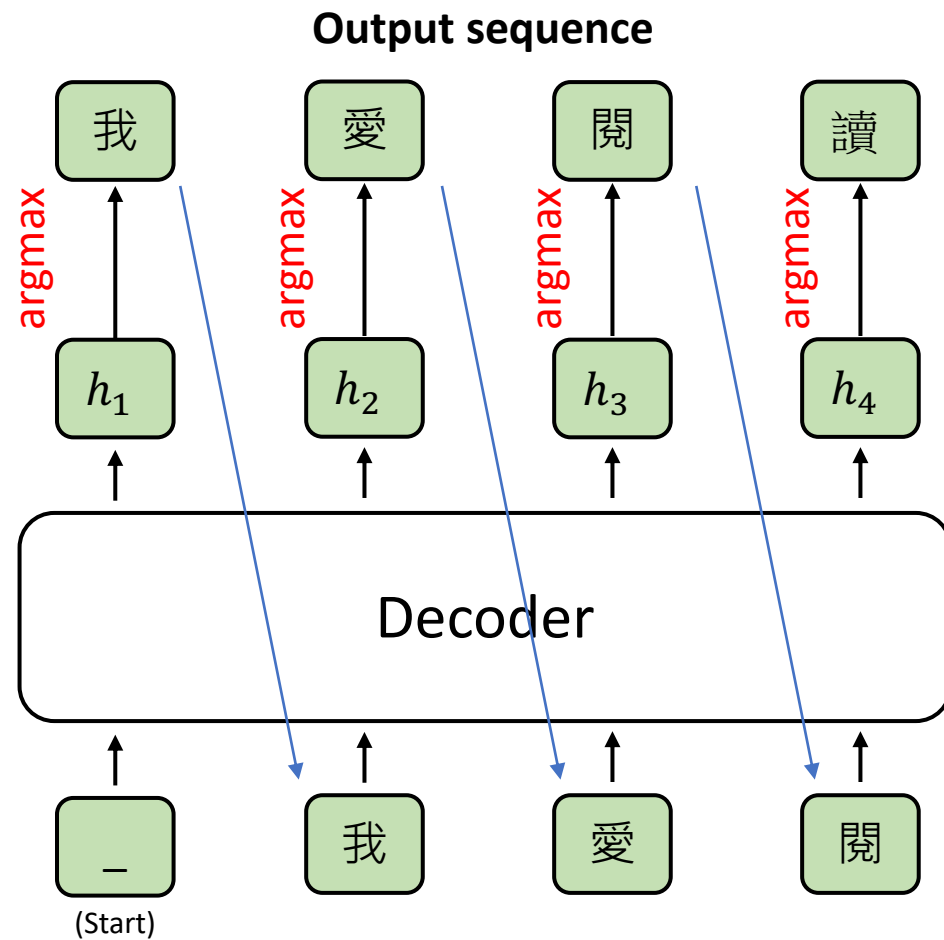 Output sequence
我 愛 閱 讀
argmax argmax argmax argmax
h₁ h₂ h₃ h₄
Decoder
_ 我 愛 閱
(Start)